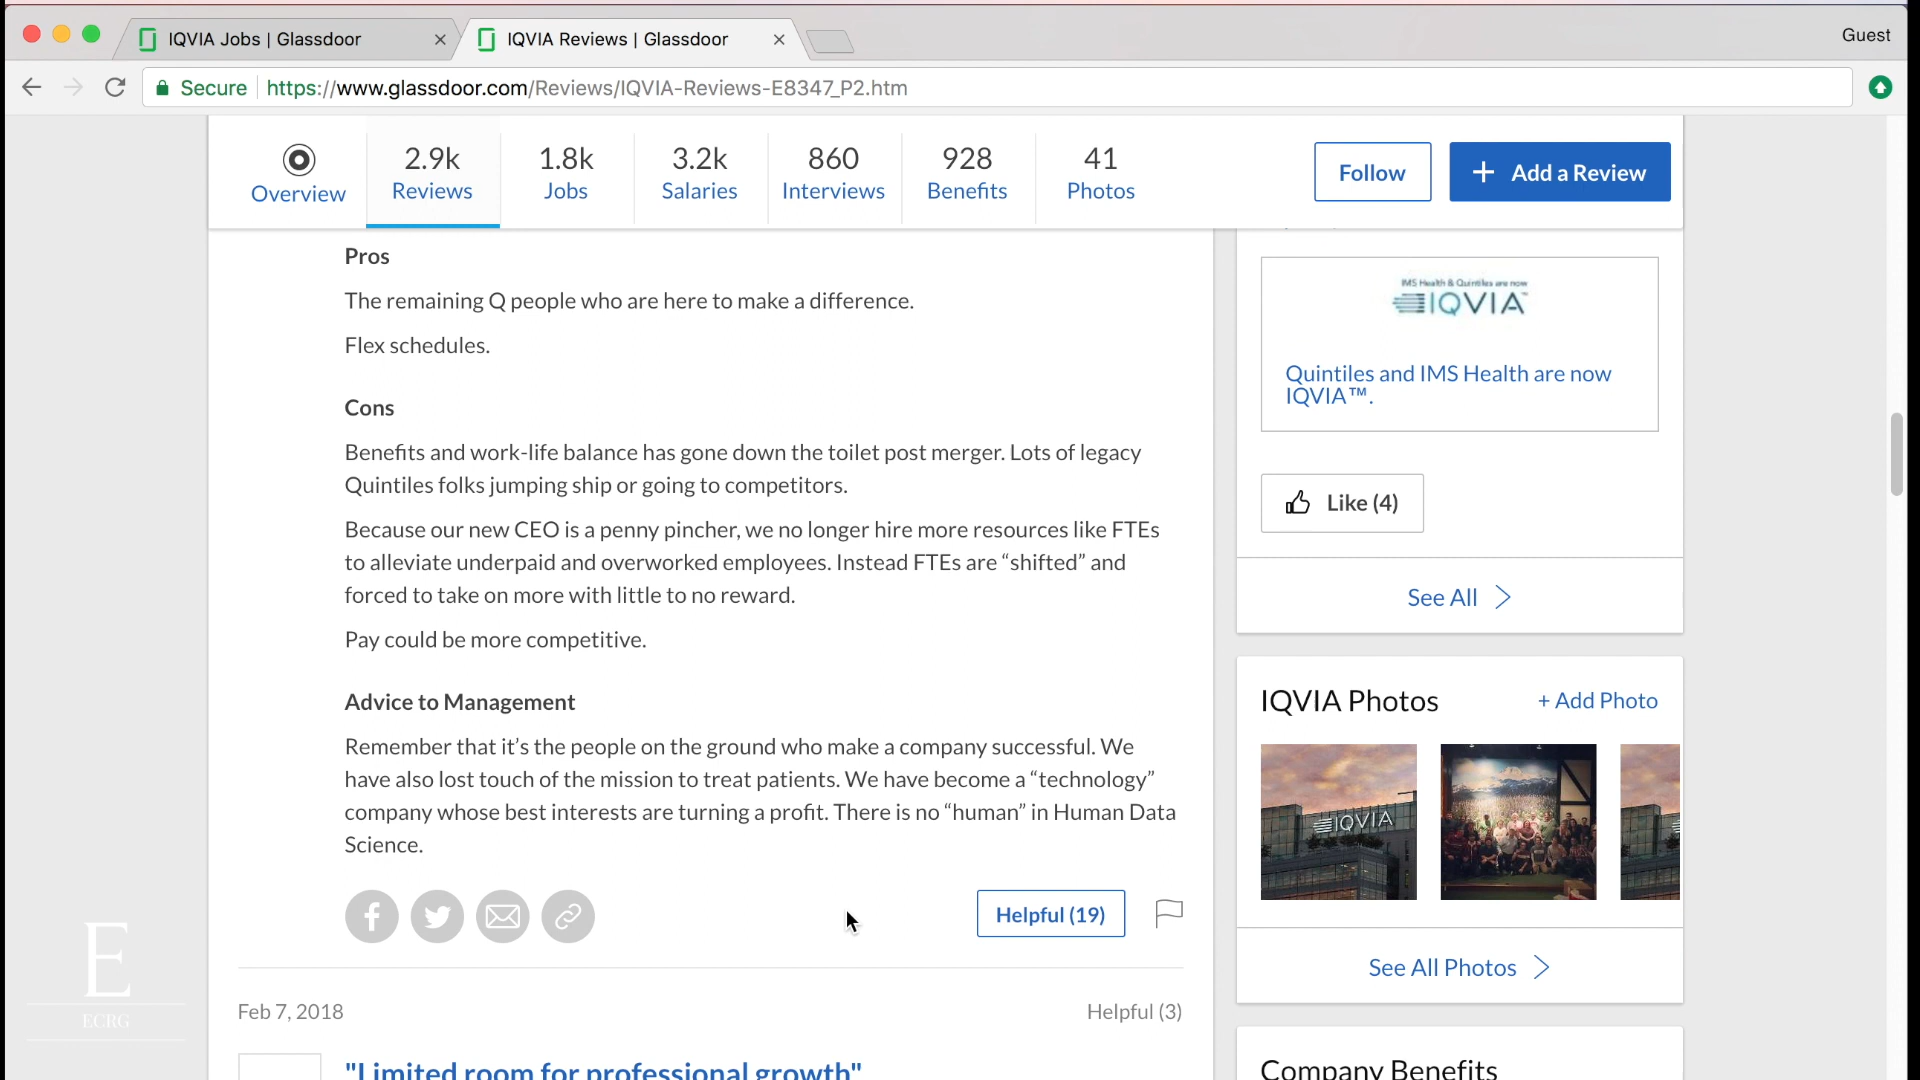 IQVIA Jobs | Glassdoor
IQVIA Reviews | Glassdoor
Guest
Secure
https://www.glassdoor.com/Reviews/IQVIA-Reviews-E8347_P2.htm
Overview
2.9k
Reviews
1.8k
Jobs
3.2k
Salaries
860
Interviews
928
Benefits
41
Photos
Follow
+ Add a Review
Pros
The remaining Q people who are here to make a difference.
Flex schedules.
Cons
Benefits and work-life balance has gone down the toilet post merger. Lots of legacy
Quintiles folks jumping ship or going to competitors.
Because our new CEO is a penny pincher, we no longer hire more resources like FTEs
to alleviate underpaid and overworked employees. Instead FTEs are “shifted” and
forced to take on more with little to no reward.
Pay could be more competitive.
Advice to Management
Remember that it’s the people on the ground who make a company successful. We
have also lost touch of the mission to treat patients. We have become a “technology”
company whose best interests are turning a profit. There is no “human” in Human Data
Science.
Helpful (19)
Feb 7, 2018
Helpful (3)
"Limited room for professional growth"
IMS Health & Quintiles are now
IQVIA™
Quintiles and IMS Health are now
IQVIA™.
Like (4)
See All
IQVIA Photos
+ Add Photo
IQVIA
See All Photos
Company Benefits
E
ECRG